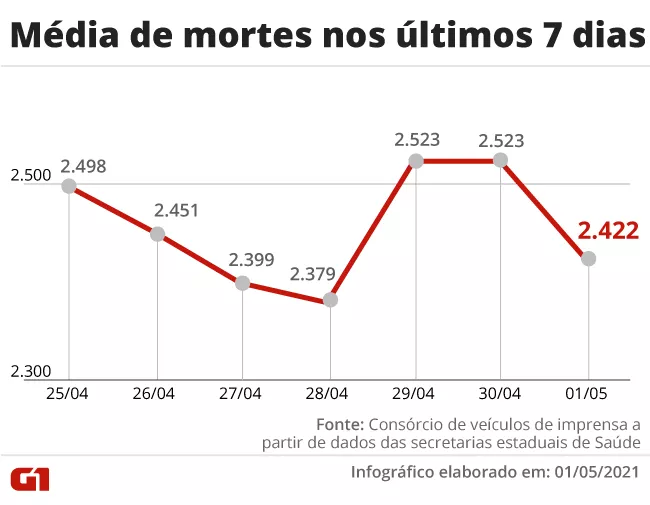 Média de mortes nos últimos 7 dias
2.523
2.523
2.498
2.500
2.451
2.422
2.399
2.379
2.300
25/04 26/04 27/04 28/04 29/04 30/04 01/05
Fonte: Consórcio de veículos de imprensa a
partir de dados das secretarias estaduais de Saúde
G1
Infográfico elaborado em: 01/05/2021